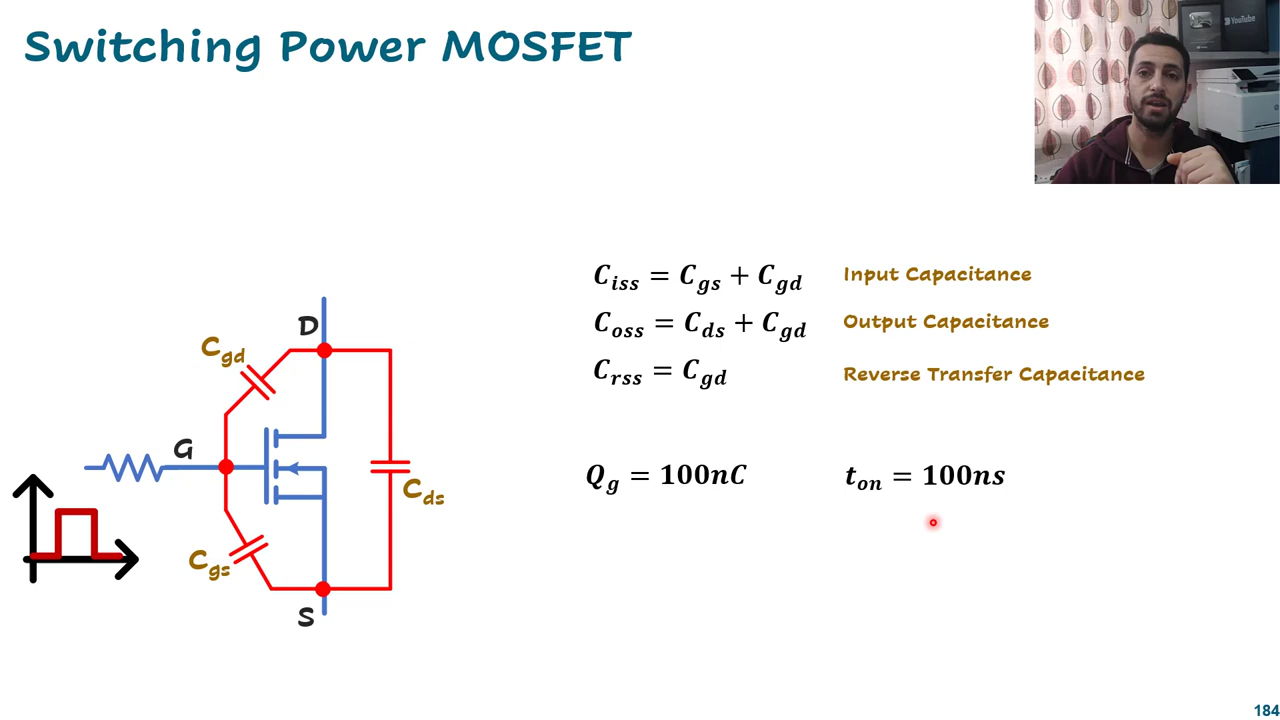 Switching Power MOSFET
YouTube
C_iss = C_gs + C_gd Input Capacitance
C_oss = C_ds + C_gd Output Capacitance
C_rss = C_gd Reverse Transfer Capacitance
D
C_gd
G
C_ds
C_gs
S
Q_g = 100nC t_on = 100ns
184